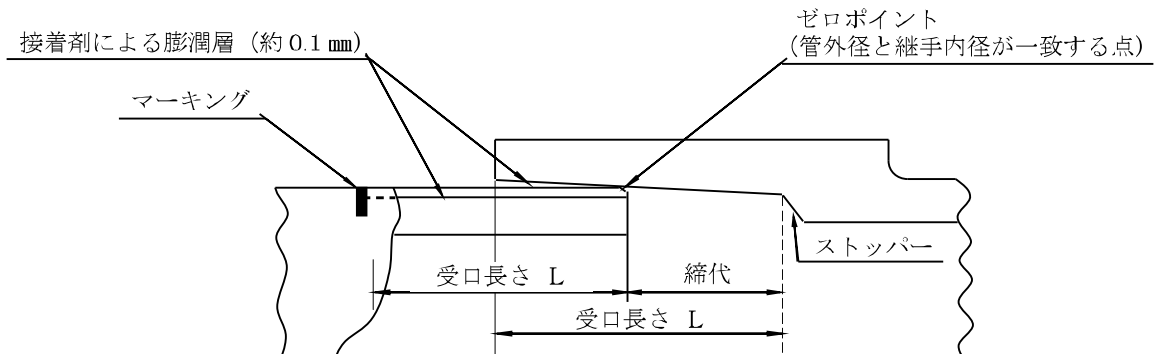 ゼロポイント
(管外径と継手内径が一致する点)
接着剤による膨潤層（約0.1㎜)
マーキング
ストッパー
受口長さ L
締代
受口長さ L